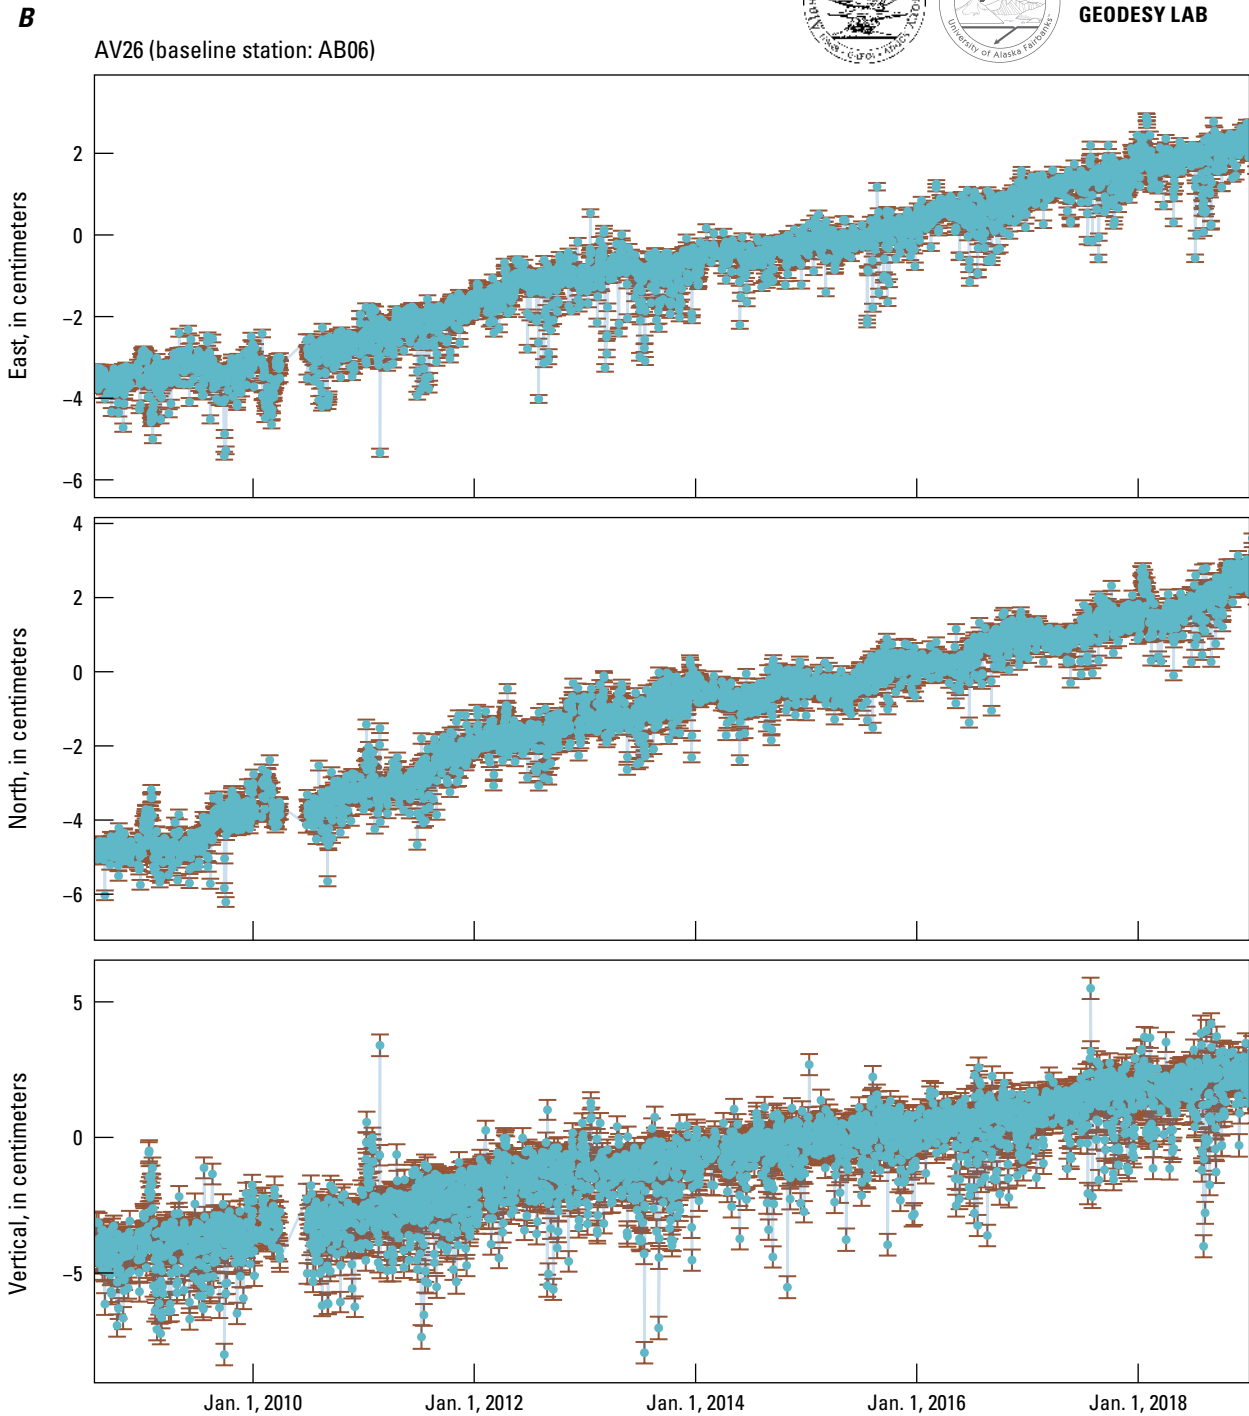 B
GEODESY LAB
University of Alaska Fairbanks
AV26 (baseline station: AB06)
East, in centimeters
2
0
−2
−4
−6
North, in centimeters
4
2
0
−2
−4
−6
Vertical, in centimeters
5
0
−5
Jan. 1, 2010
Jan. 1, 2012
Jan. 1, 2014
Jan. 1, 2016
Jan. 1, 2018